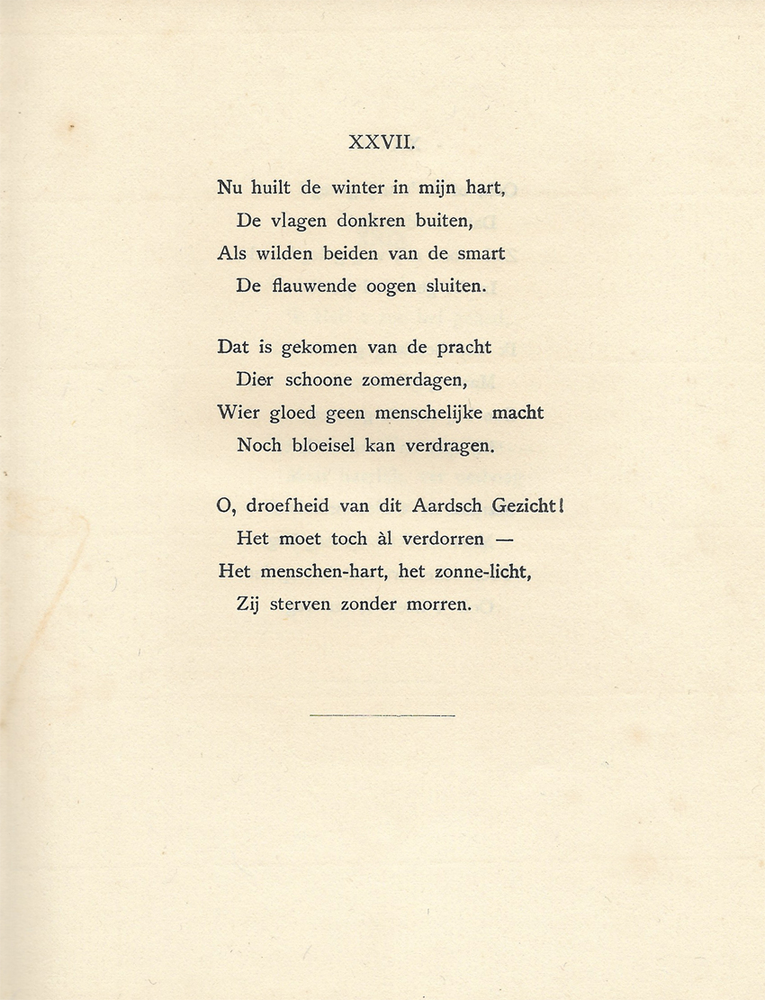 XXVII.
Nu huilt de winter in mijn hart,
De vlagen donkren buiten,
Als wilden beiden van de smart
De flauwende oogen sluiten.
Dat is gekomen van de pracht
Dier schoone zomerdagen,
Wier gloed geen menschelijke macht
Noch bloeisel kan verdragen.
O, droefheid van dit Aardsch Gezicht!
Het moet toch àl verdorren —
Het menschen-hart, het zonne-licht,
Zij sterven zonder morren.